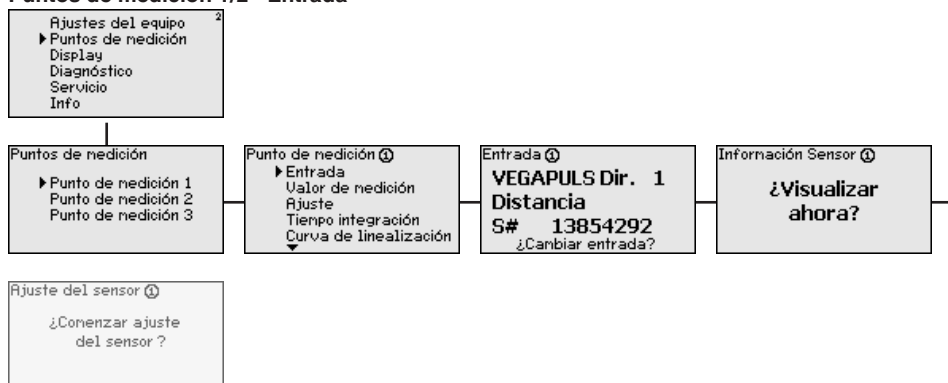 Puntos de medición 1/2 - Entrada
Ajustes del equipo 2
Puntos de medición
Display
Diagnóstico
Servicio
Info
Puntos de medición
Punto de medición 1
Punto de medición 2
Punto de medición 3
Punto de medición ①
Entrada
Valor de medición
Ajuste
Tiempo integración
Curva de linealización
Entrada ①
VEGAPULS Dir. 1
Distancia
S# 13854292
¿Cambiar entrada?
Información Sensor ①
¿Visualizar
ahora?
Ajuste del sensor ①
¿Comenzar ajuste
del sensor ?